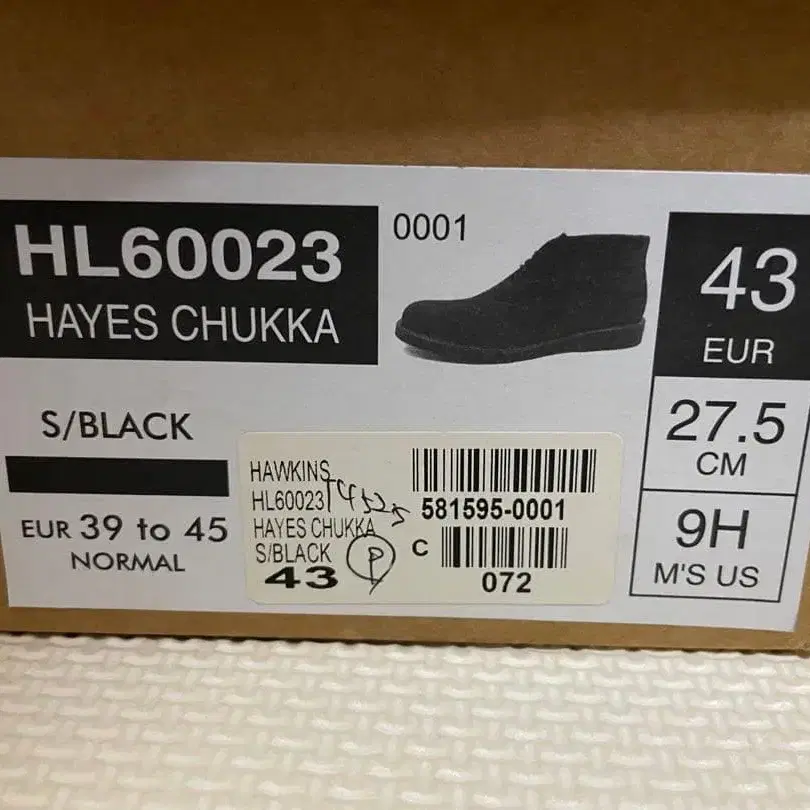 HL60023
HAYES CHUKKA
0001
43
EUR
27.5
CM
9H
M'S US
S/BLACK
EUR 39 to 45
NORMAL
HAWKINS
HL60023
HAYES CHUKKA
S/BLACK
43
P
581595-0001
C
072